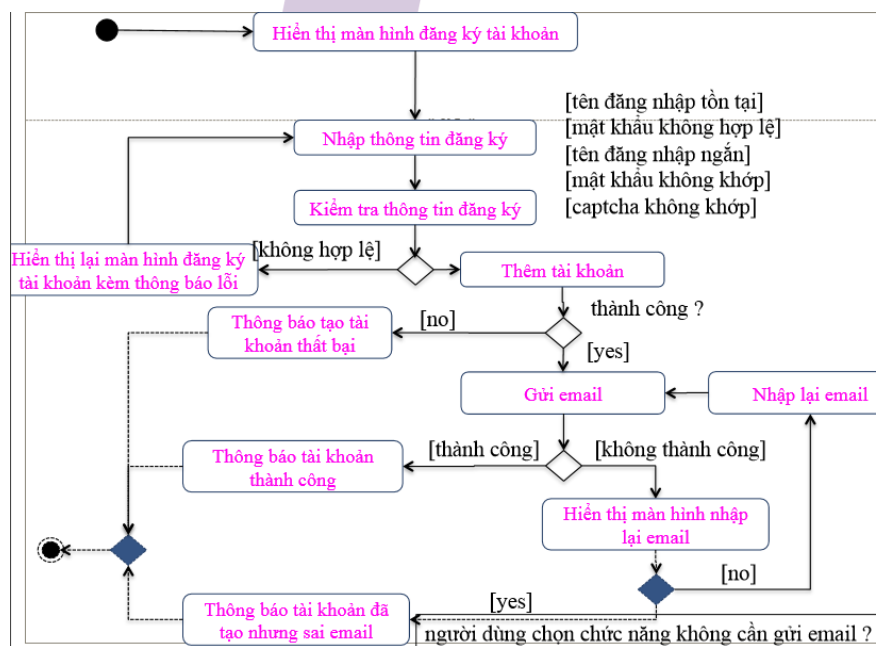 Hiển thị màn hình đăng ký tài khoản
[tên đăng nhập tồn tại]
[mật khẩu không hợp lệ]
[tên đăng nhập ngắn]
[mật khẩu không khớp]
[captcha không khớp]
Nhập thông tin đăng ký
Kiểm tra thông tin đăng ký
[không hợp lệ]
Hiển thị lại màn hình đăng ký
tài khoản kèm thông báo lỗi
Thêm tài khoản
thành công ?
Thông báo tạo tài
khoản thất bại
[no]
[yes]
Gửi email
Nhập lại email
[thành công]
[không thành công]
Thông báo tài khoản
thành công
Hiển thị màn hình nhập
lại email
[no]
[yes]
Thông báo tài khoản đã
tạo nhưng sai email
người dùng chọn chức năng không cần gửi email ?